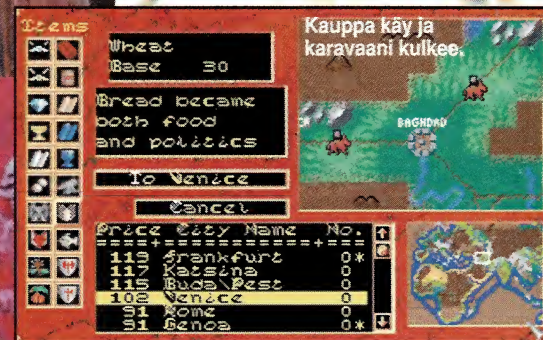 Items
Wheat
Base 30
Bread became
both food
and politics
To Venice
Cancel
Price City Name No.
====+============+====
119 Frankfurt 0*
117 Katsina 0
115 Buda\Pest 0
102 Venice 0
91 Rome 0
91 Genoa 0*
Kauppa käy ja
karavaani kulkee.
BAGHDAD
CA